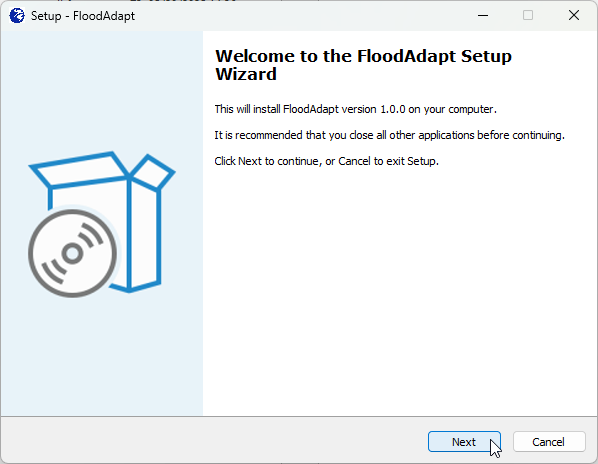 Setup - FloodAdapt
Welcome to the FloodAdapt Setup
Wizard
This will install FloodAdapt version 1.0.0 on your computer.
It is recommended that you close all other applications before continuing.
Click Next to continue, or Cancel to exit Setup.
Next
Cancel